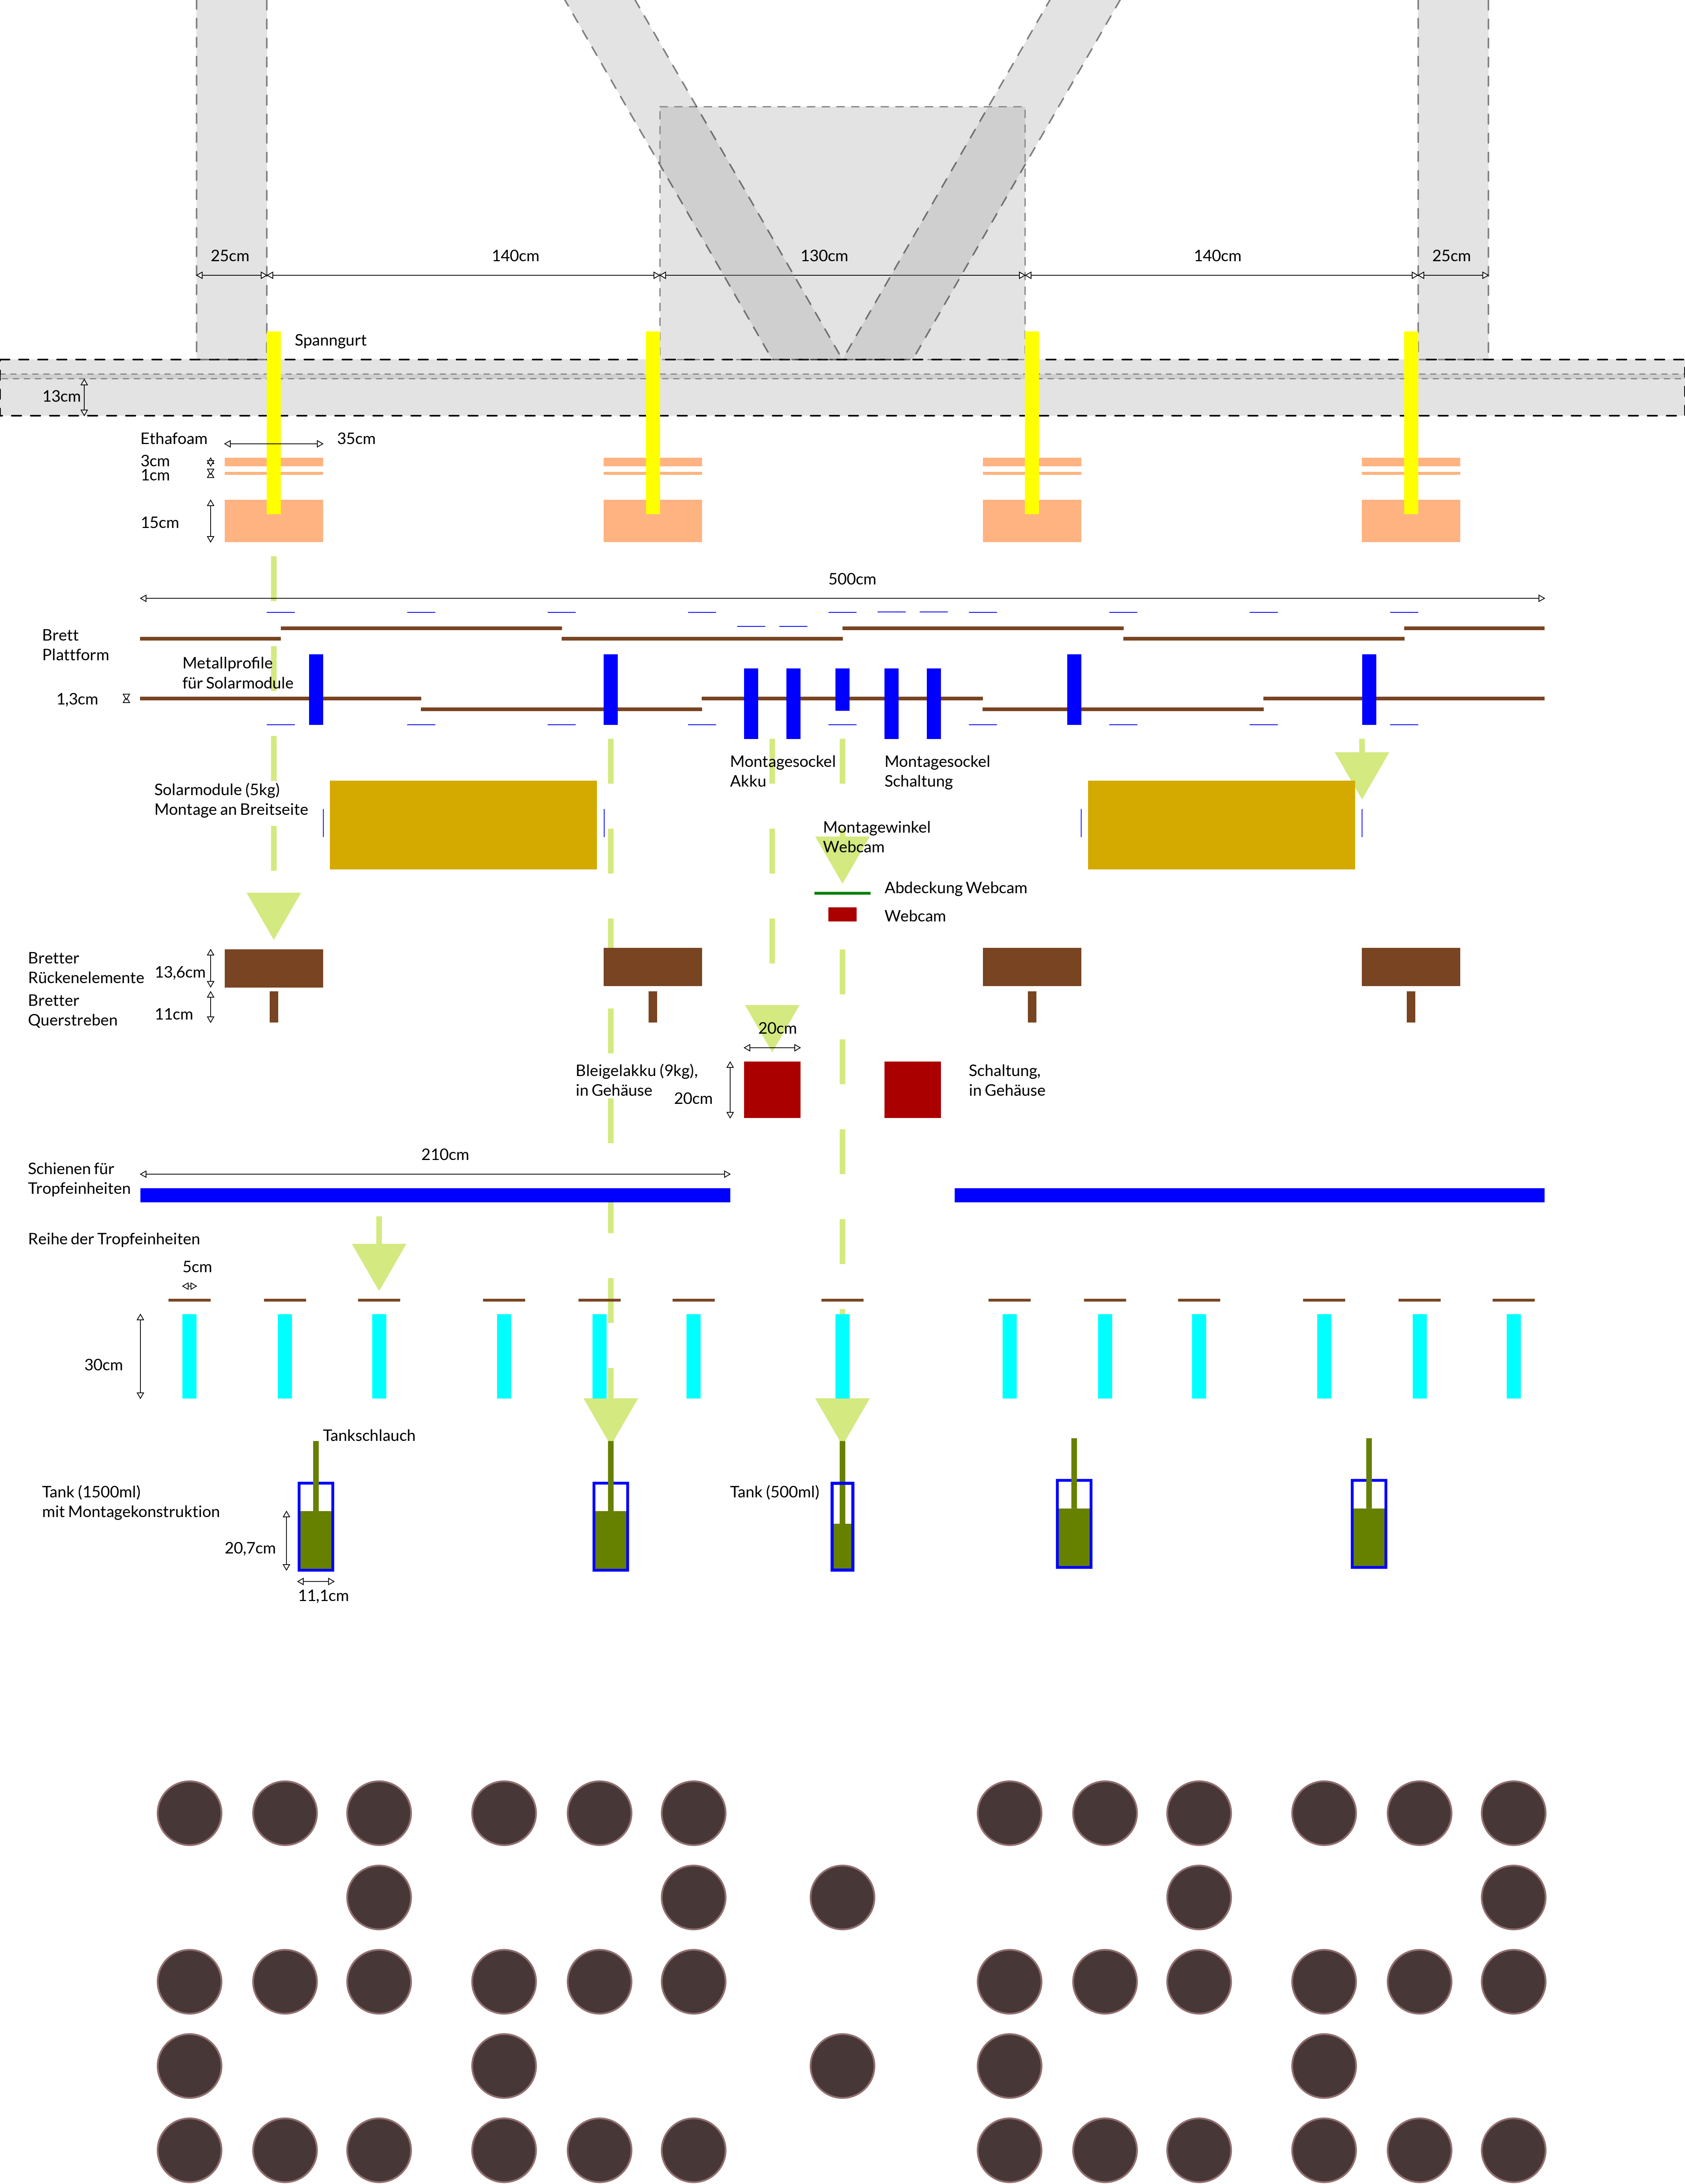 25cm
140cm
130cm
140cm
25cm
Spanngurt
13cm
Ethafoam
35cm
3cm
1cm
15cm
500cm
Brett
Plattform
Metallprofile
für Solarmodule
1,3cm
Montagesockel
Akku
Montagesockel
Schaltung
Solarmodule (5kg)
Montage an Breitseite
Montagewinkel
Webcam
Abdeckung Webcam
Webcam
Bretter
Rückenelemente
13,6cm
Bretter
Querstreben
11cm
20cm
Bleigelakku (9kg),
in Gehäuse
20cm
Schaltung,
in Gehäuse
210cm
Schienen für
Tropfeinheiten
Reihe der Tropfeinheiten
5cm
30cm
Tankschlauch
Tank (1500ml)
mit Montagekonstruktion
Tank (500ml)
20,7cm
11,1cm